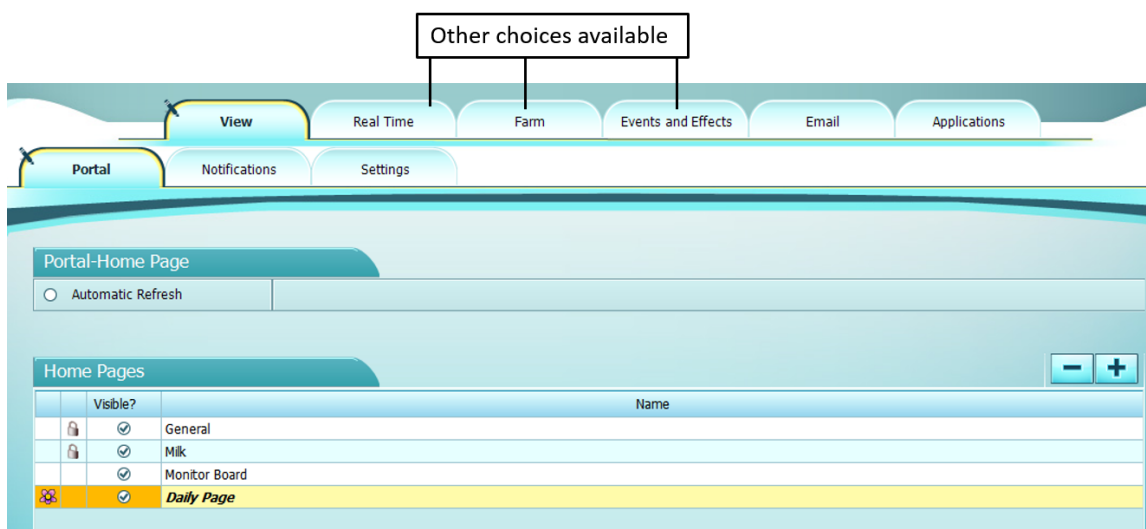 Other choices available
View Real Time Farm Events and Effects Email Applications
Portal Notifications Settings
Portal-Home Page
Automatic Refresh
Home Pages
Visible? Name
General
Milk
Monitor Board
Daily Page